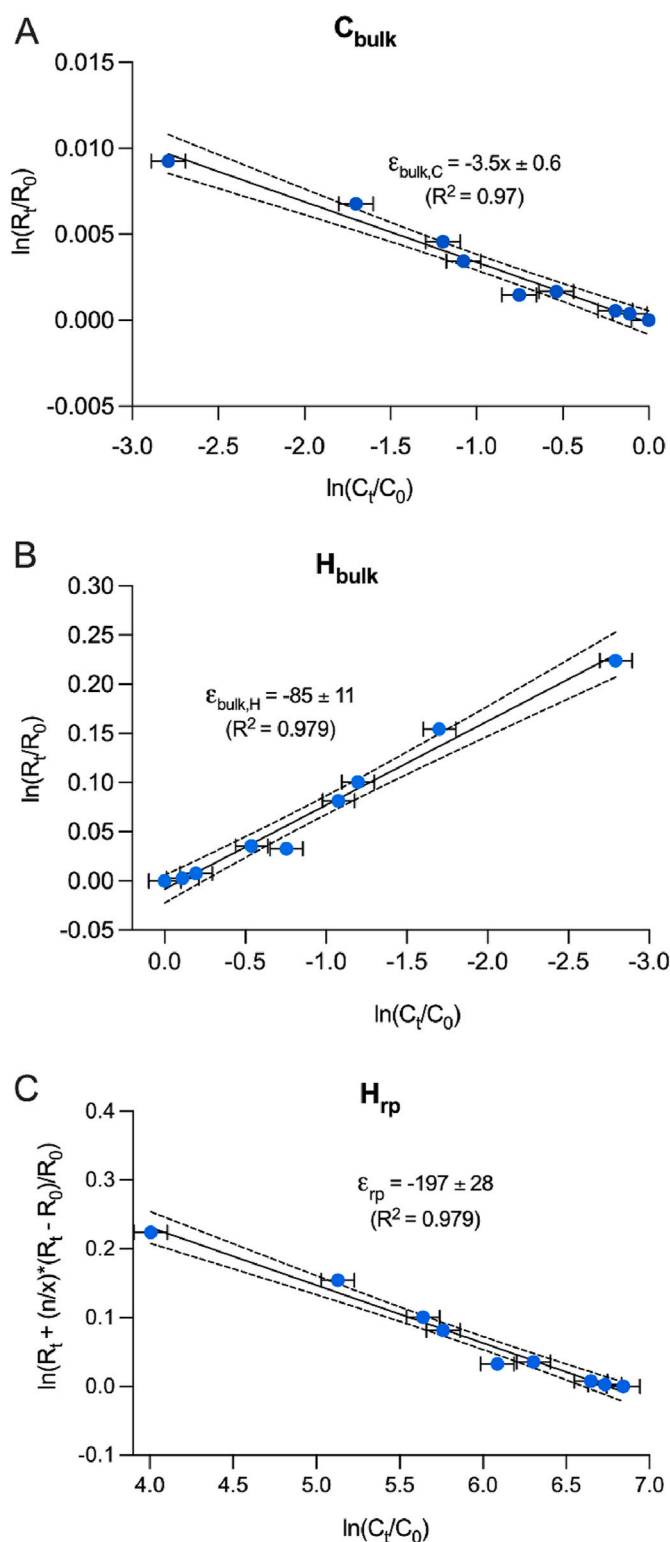 A
C_bulk
0.015
0.010
0.005
0.000
-0.005
ln(R_t/R_0)
ε_bulk,C = -3.5x ± 0.6
(R² = 0.97)
-3.0 -2.5 -2.0 -1.5 -1.0 -0.5 0.0
ln(C_t/C_0)
B
H_bulk
0.30
0.25
0.20
0.15
0.10
0.05
0.00
-0.05
ln(R_t/R_0)
ε_bulk,H = -85 ± 11
(R² = 0.979)
0.0 -0.5 -1.0 -1.5 -2.0 -2.5 -3.0
ln(C_t/C_0)
C
H_rp
0.4
0.3
0.2
0.1
0.0
-0.1
ln(R_t + (n/x)*(R_t - R_0)/R_0)
ε_rp = -197 ± 28
(R² = 0.979)
4.0 5.0 5.5 6.0 6.5 7.0
ln(C_t/C_0)